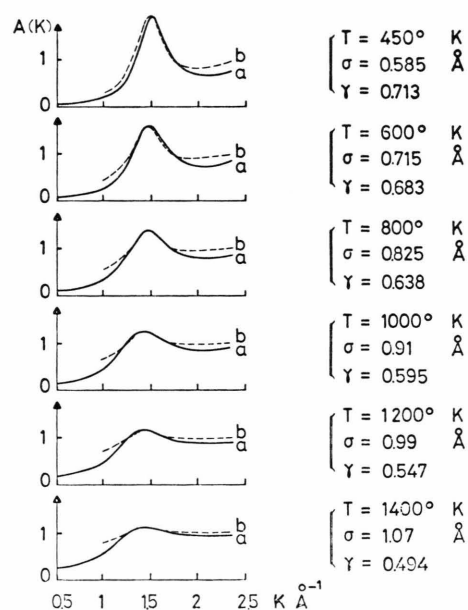 A(K)
1
0
b
a
T = 450° K
σ = 0.585 Å
γ = 0.713
1
0
b
a
T = 600° K
σ = 0.715 Å
γ = 0.683
1
0
b
a
T = 800° K
σ = 0.825 Å
γ = 0.638
1
0
b
a
T = 1000° K
σ = 0.91 Å
γ = 0.595
1
0
b
a
T = 1200° K
σ = 0.99 Å
γ = 0.547
1
0
b
a
T = 1400° K
σ = 1.07 Å
γ = 0.494
0,5 1 1,5 2 K Å⁻¹ 2,5